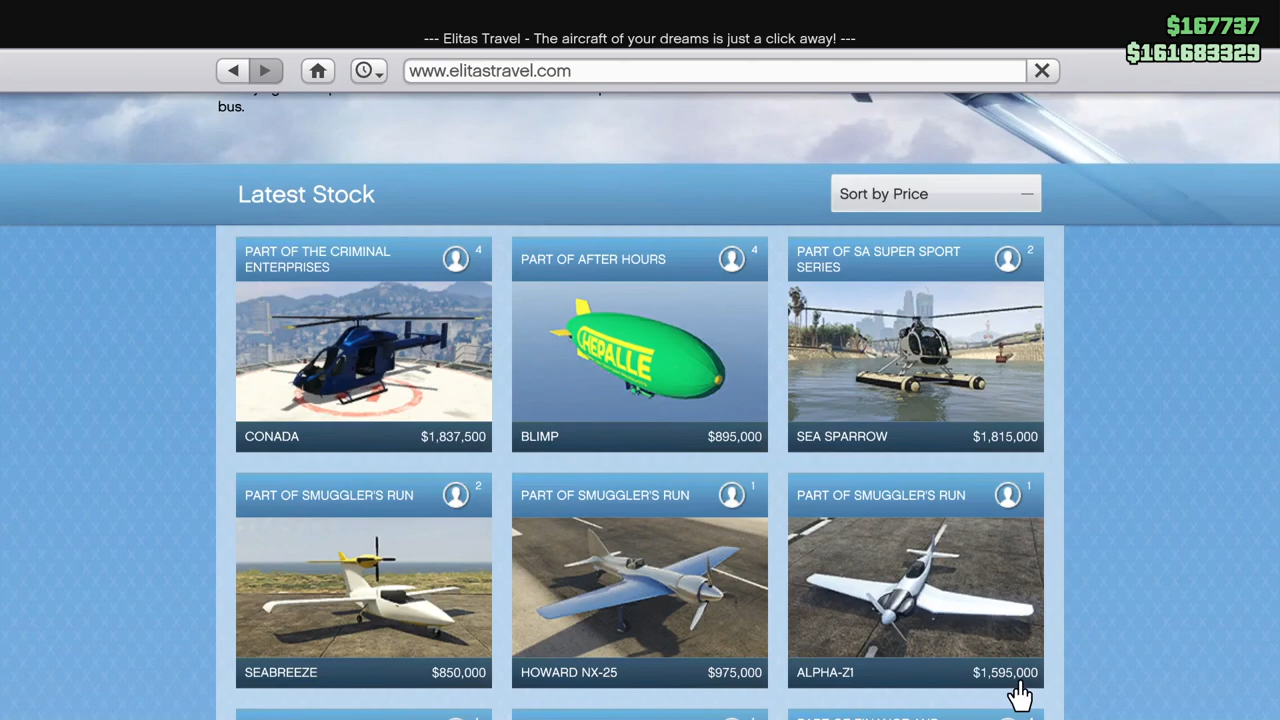 $167737
--- Elitas Travel - The aircraft of your dreams is just a click away! ---
$161683329
www.elitastravel.com
bus.
Latest Stock
Sort by Price
PART OF THE CRIMINAL
ENTERPRISES
4
PART OF AFTER HOURS
4
PART OF SA SUPER SPORT
SERIES
2
CHEPALLE
CONADA
$1,837,500
BLIMP
$895,000
SEA SPARROW
$1,815,000
PART OF SMUGGLER'S RUN
2
PART OF SMUGGLER'S RUN
1
PART OF SMUGGLER'S RUN
1
SEABREEZE
$850,000
HOWARD NX-25
$975,000
ALPHA-Z1
$1,595,000